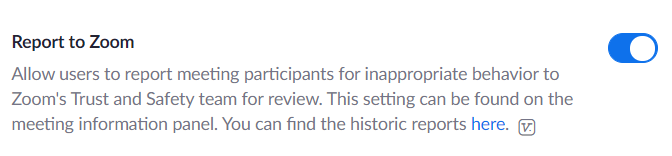 Report to Zoom
Allow users to report meeting participants for inappropriate behavior to
Zoom's Trust and Safety team for review. This setting can be found on the
meeting information panel. You can find the historic reports here. V.